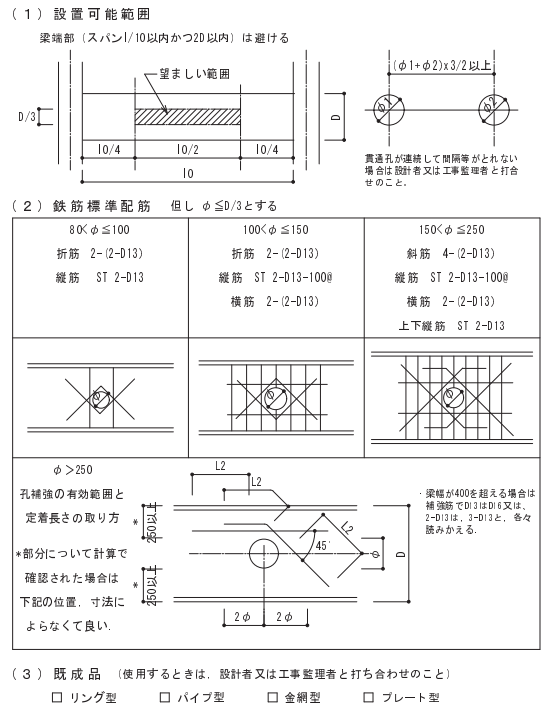 (1) 設置可能範囲
梁端部 (スパンl/10以内かつ2D以内) は避ける
望ましい範囲
D/3
D
l0/4
l0/2
l0/4
l0
(φ1+φ2)x3/2以上
φ1
φ2
貫通孔が連続して間隔等がとれない
場合は設計者又は工事監理者と打合
せのこと.
(2) 鉄筋標準配筋 但し φ≦D/3とする
80<φ≦100
折筋 2-(2-D13)
縦筋 ST 2-D13
100<φ≦150
折筋 2-(2-D13)
縦筋 ST 2-D13-100@
横筋 2-(2-D13)
150<φ≦250
斜筋 4-(2-D13)
縦筋 ST 2-D13-100@
横筋 2-(2-D13)
上下縦筋 ST 2-D13
φ
φ
φ
φ>250
孔補強の有効範囲と
定着長さの取り方
*部分について計算で
確認された場合は
下記の位置.寸法に
よらなくて良い.
L2
L2
*
250以上
*
250以上
45°
L2
φ
D
2φ
2φ
・梁幅が400を超える場合は
補強筋でD13はD16又は、
2-D13は、3-D13と、各々
読みかえる.
(3) 既成品 (使用するときは.設計者又は工事監理者と打ち合わせのこと)
□ リング型 □ パイプ型 □ 金網型 □ プレート型